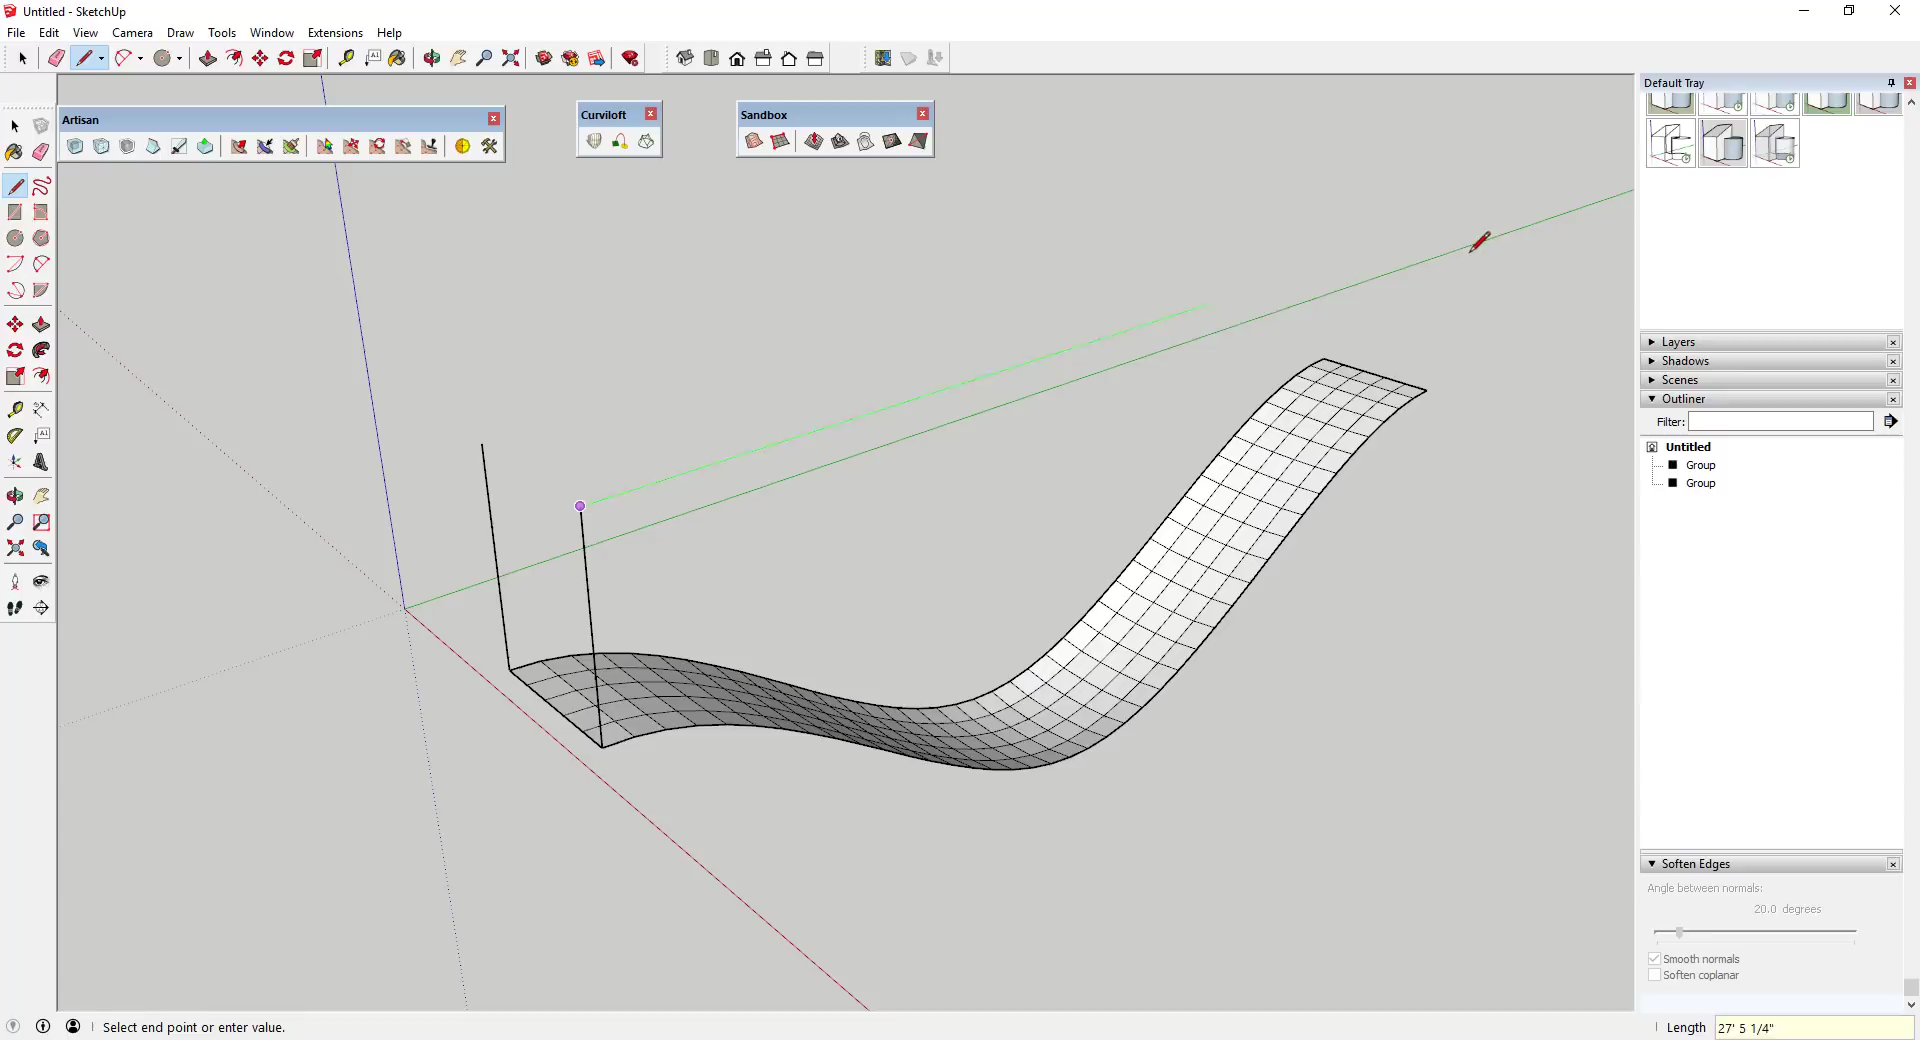 Untitled - SketchUp
File Edit View Camera Draw Tools Window Extensions Help
Default Tray
Artisan
Curviloft
Sandbox
Layers
Shadows
Scenes
Outliner
Filter:
Untitled
Group
Group
Soften Edges
Angle between normals:
20.0 degrees
Smooth normals
Soften coplanar
Select end point or enter value.
Length 27' 5 1/4"